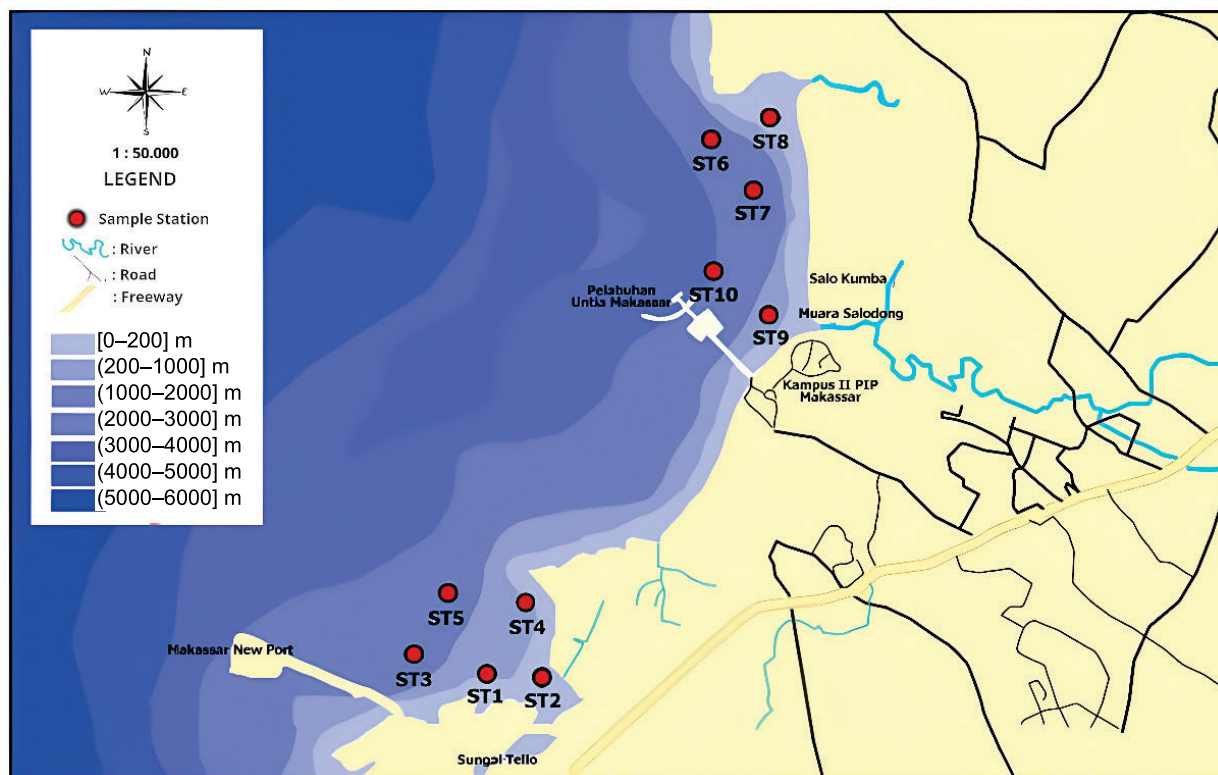 N
W E
S
1 : 50.000
LEGEND
Sample Station
: River
: Road
: Freeway
[0–200] m
(200–1000] m
(1000–2000] m
(2000–3000] m
(3000–4000] m
(4000–5000] m
(5000–6000] m
ST8
ST6
ST7
ST10
Pelabuhan
Untia Makassar
ST9
Salo Kumba
Muara Salodong
Kampus II PIP
Makassar
ST5
ST4
Makassar New Port
ST3
ST1
ST2
Sungai Tello